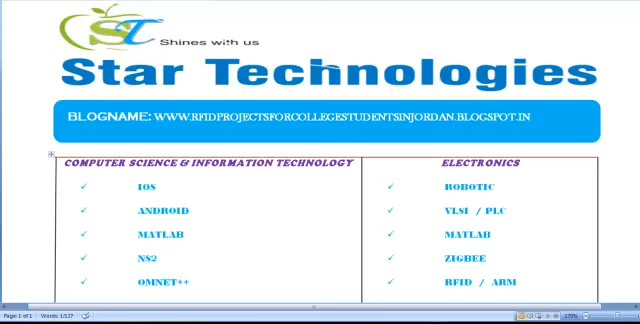 ST
Shines with us
Star Technologies
BLOGNAME: WWW.RFIDPROJECTSFORCOLLEGESTUDENTSINJORDAN.BLOGSPOT.IN
COMPUTER SCIENCE & INFORMATION TECHNOLOGY ELECTRONICS
✓ IOS ✓ ROBOTIC
✓ ANDROID ✓ VLSI / PLC
✓ MATLAB ✓ MATLAB
✓ NS2 ✓ ZIGBEE
✓ OMNET++ ✓ RFID / ARM
Page: 1 of 1 Words: 1/127 170%